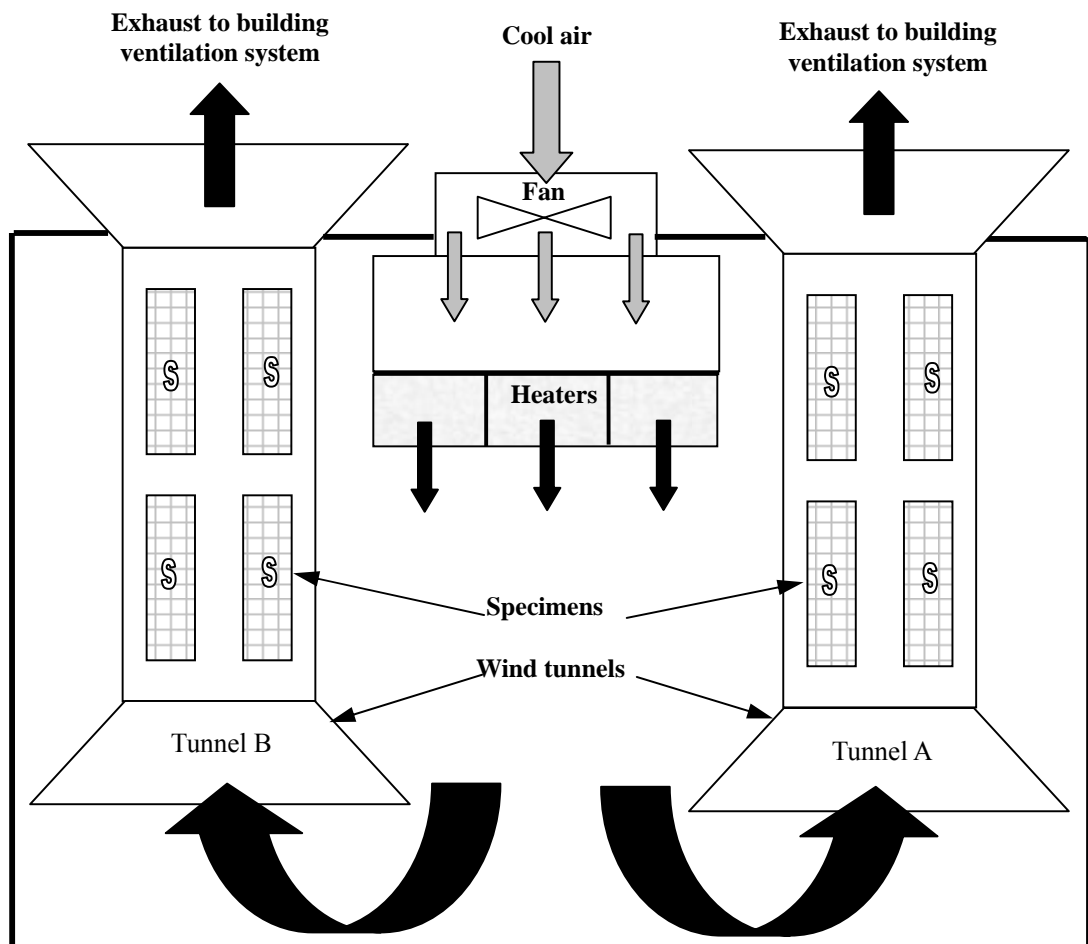 Exhaust to building
ventilation system
Cool air
Exhaust to building
ventilation system
Fan
S
S
S
S
Heaters
S
S
S
S
Specimens
Wind tunnels
Tunnel B
Tunnel A